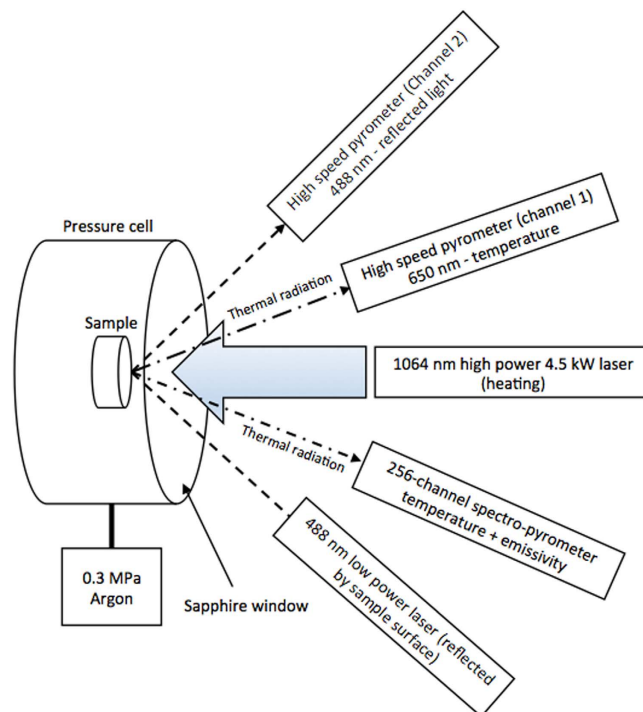 High speed pyrometer (Channel 2)
488 nm - reflected light
High speed pyrometer (channel 1)
650 nm - temperature
Pressure cell
Thermal radiation
Sample
1064 nm high power 4.5 kW laser
(heating)
Thermal radiation
256-channel spectro-pyrometer
temperature + emissivity
488 nm low power laser (reflected
by sample surface)
0.3 MPa
Argon
Sapphire window